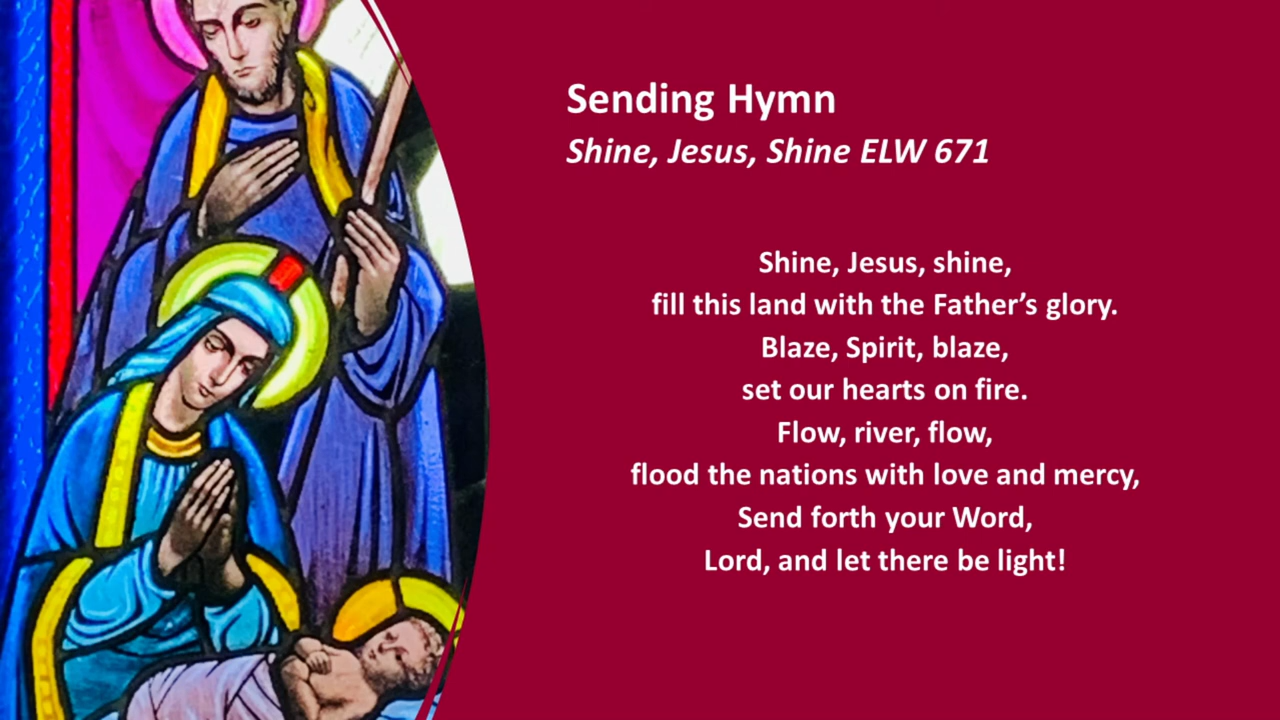 Sending Hymn
Shine, Jesus, Shine ELW 671
Shine, Jesus, shine,
fill this land with the Father’s glory.
Blaze, Spirit, blaze,
set our hearts on fire.
Flow, river, flow,
flood the nations with love and mercy,
Send forth your Word,
Lord, and let there be light!